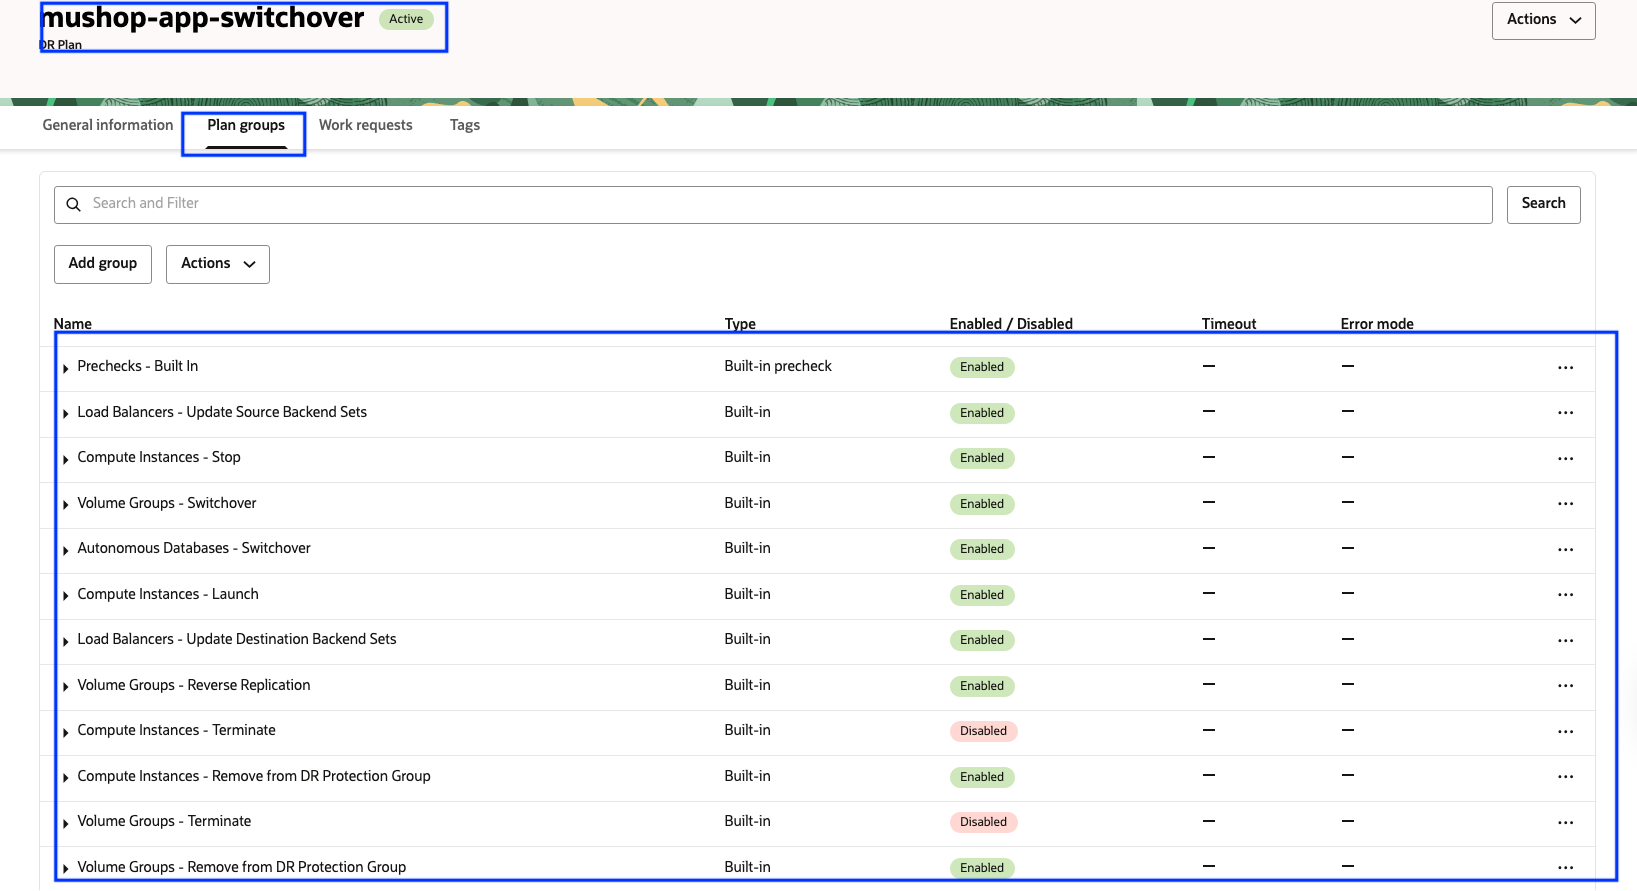 mushop-app-switchover Active Actions
DR Plan
General information Plan groups Work requests Tags
Search and Filter Search
Add group Actions
Name Type Enabled / Disabled Timeout Error mode
Prechecks - Built In Built-in precheck Enabled — — ...
Load Balancers - Update Source Backend Sets Built-in Enabled — — ...
Compute Instances - Stop Built-in Enabled — — ...
Volume Groups - Switchover Built-in Enabled — — ...
Autonomous Databases - Switchover Built-in Enabled — — ...
Compute Instances - Launch Built-in Enabled — — ...
Load Balancers - Update Destination Backend Sets Built-in Enabled — — ...
Volume Groups - Reverse Replication Built-in Enabled — — ...
Compute Instances - Terminate Built-in Disabled — — ...
Compute Instances - Remove from DR Protection Group Built-in Enabled — — ...
Volume Groups - Terminate Built-in Disabled — — ...
Volume Groups - Remove from DR Protection Group Built-in Enabled — — ...